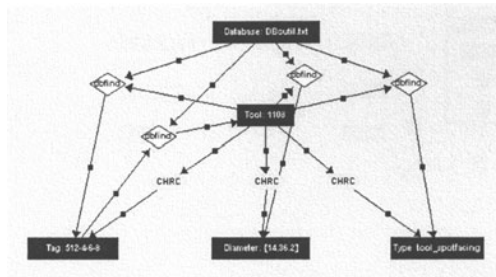 Database: DBoutil.txt
dbfind
dbfind
dbfind
Tool: 1108
dbfind
CHRC
CHRC
CHRC
Tag: 512-4-6-8
Diameter: [14,36.2]
Type: tool_spotfacing